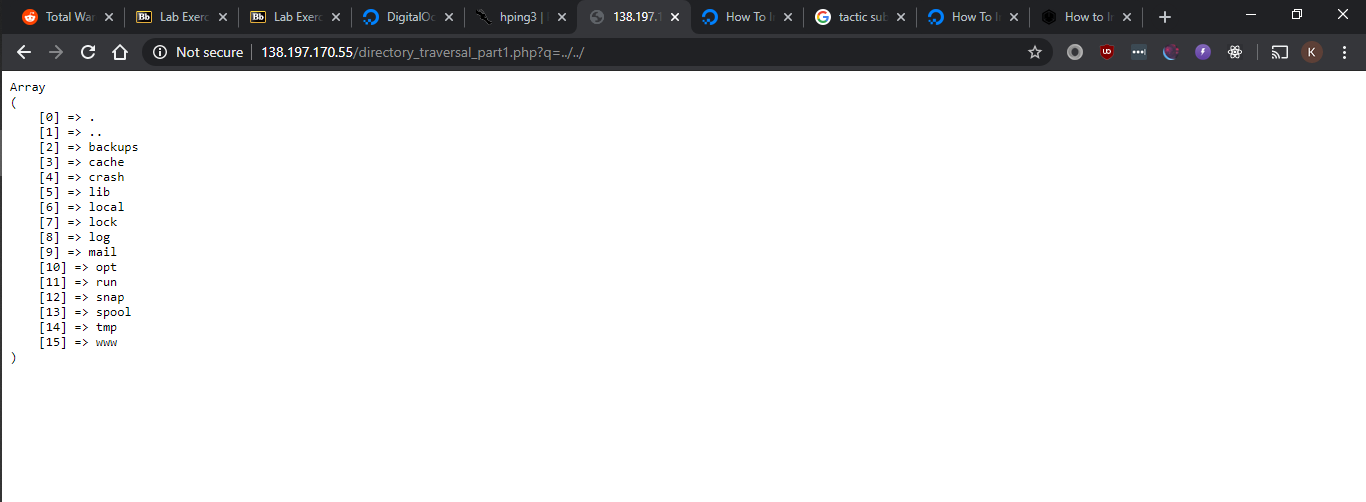 Total War
Lab Exerc
Lab Exerc
DigitalOc
hping3 |
138.197.1
How To I
tactic sub
How To I
How to I
Not secure | 138.197.170.55/directory_traversal_part1.php?q=../../
K
Array
(
[0] => .
[1] => ..
[2] => backups
[3] => cache
[4] => crash
[5] => lib
[6] => local
[7] => lock
[8] => log
[9] => mail
[10] => opt
[11] => run
[12] => snap
[13] => spool
[14] => tmp
[15] => www
)